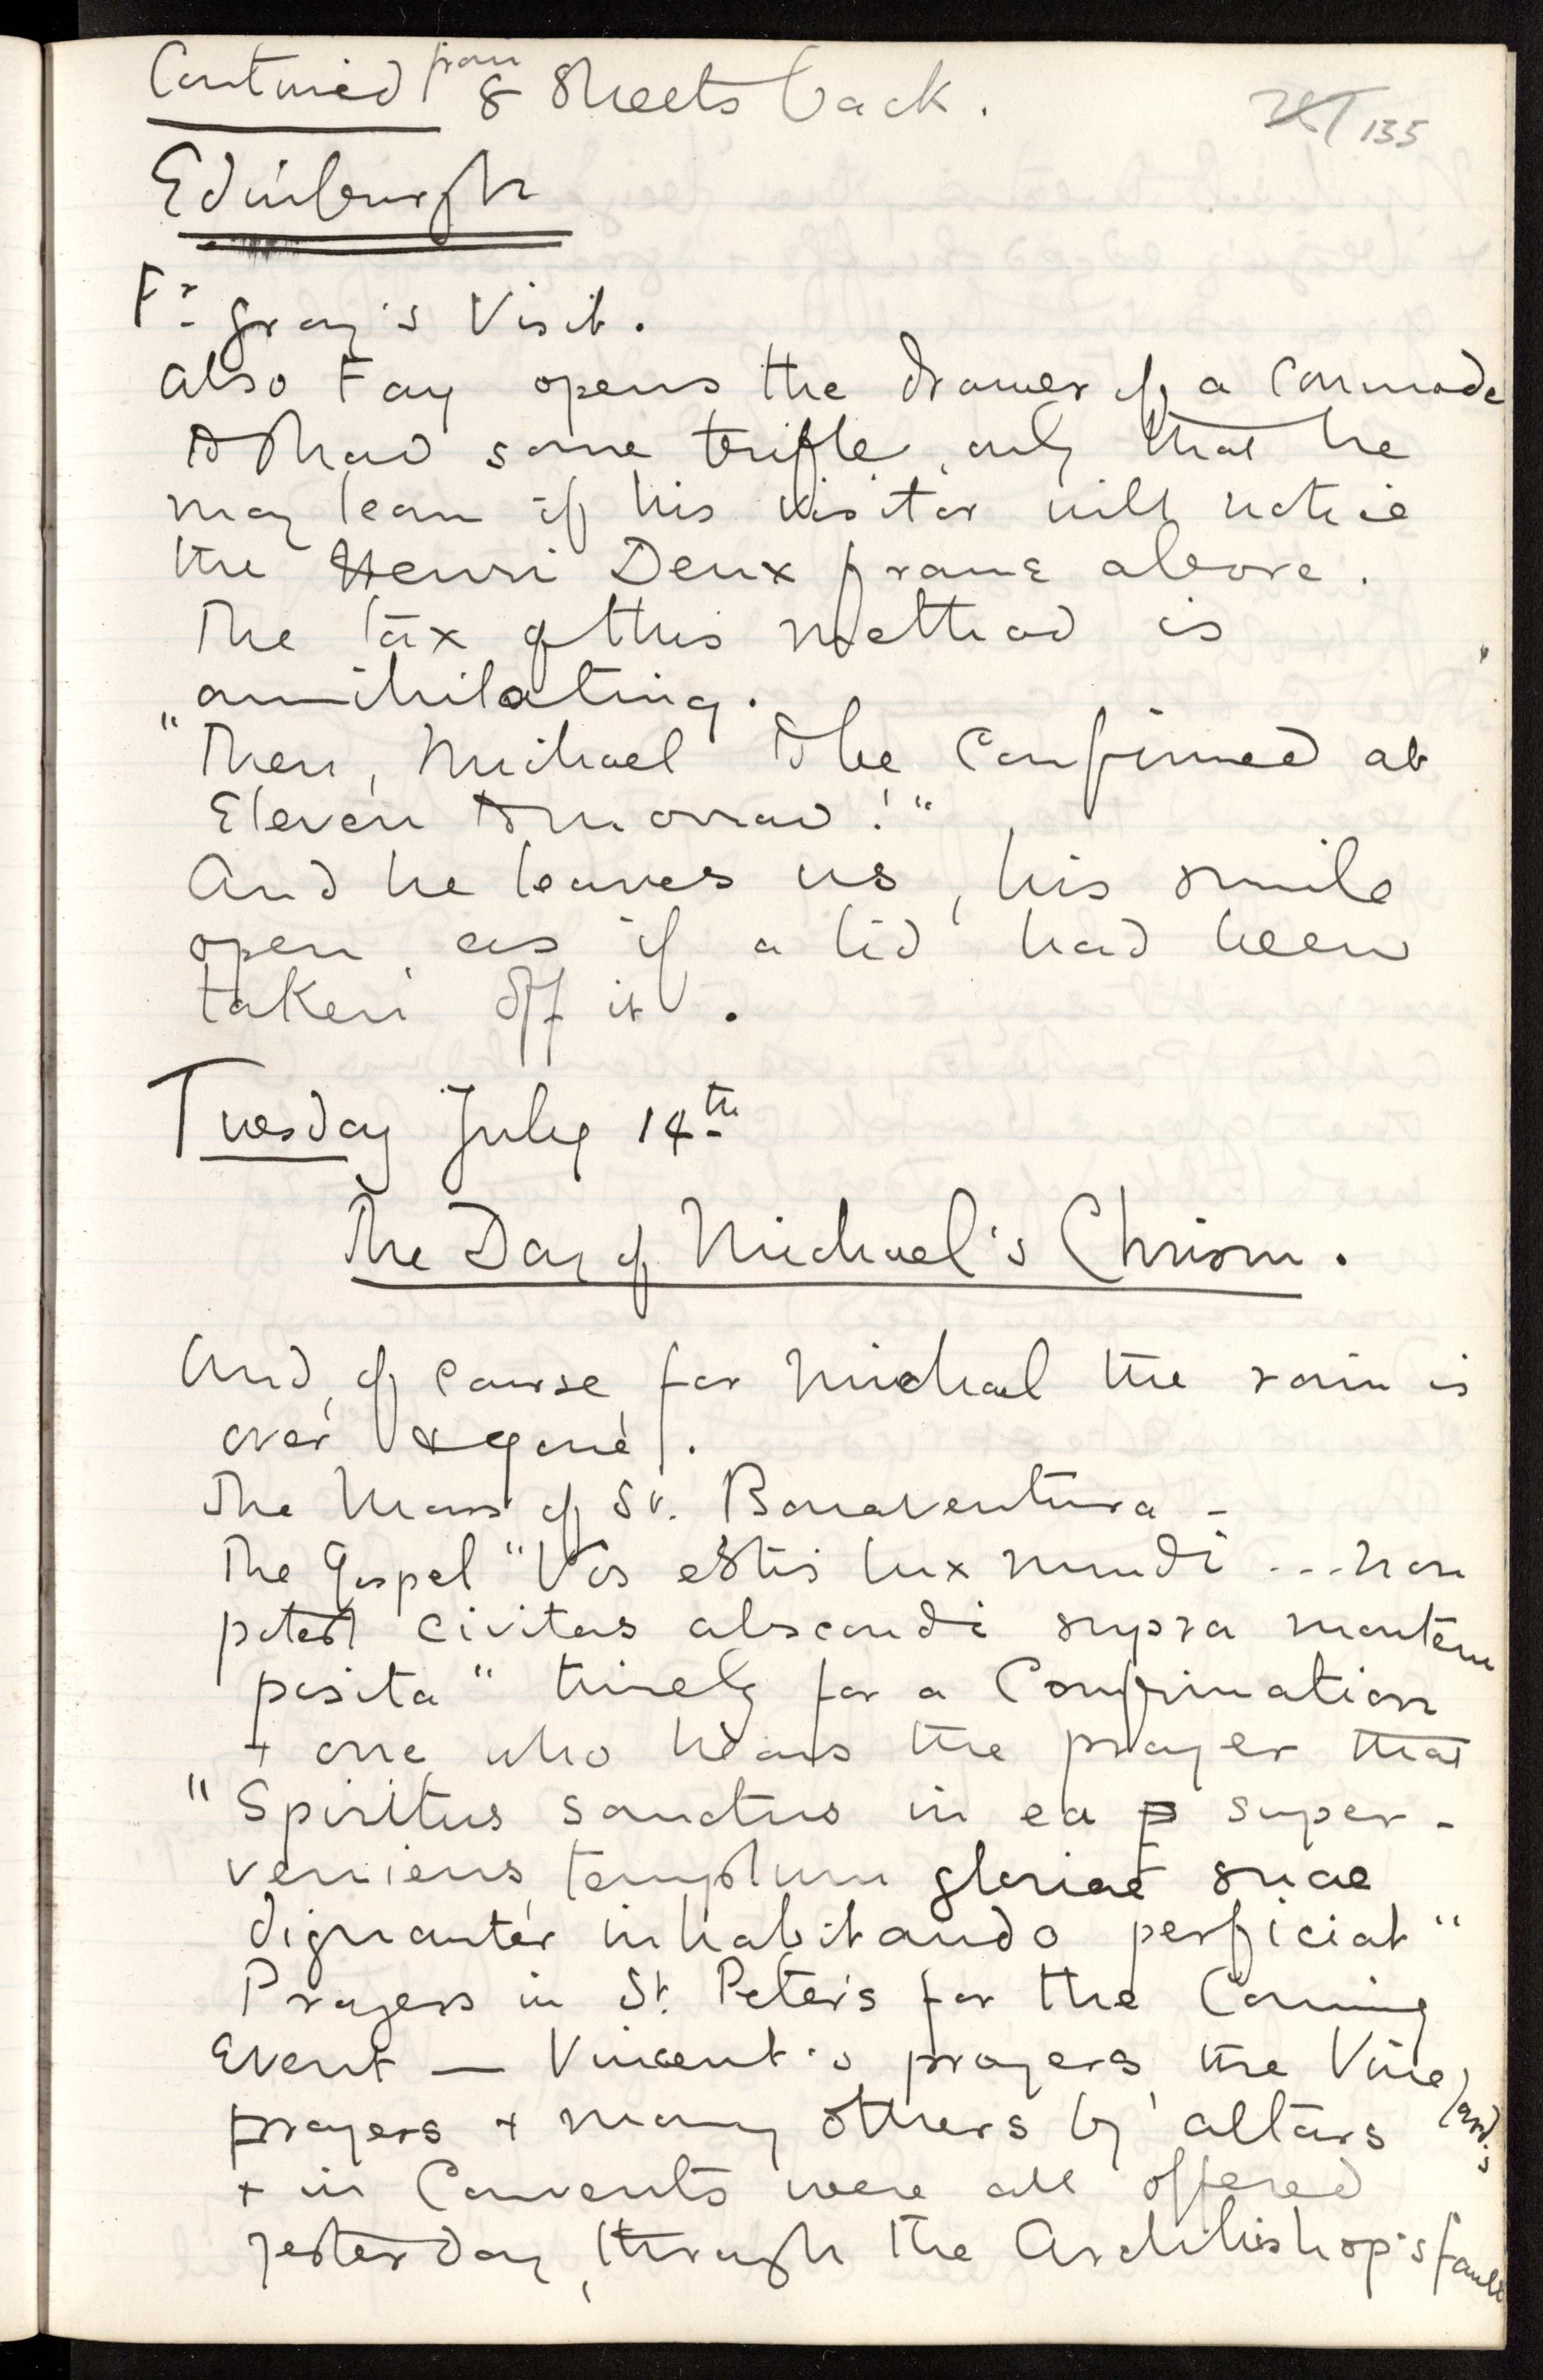 Continued from 8 Sheets back.
135
Edinburgh
Fr Gray's Visit.
Also Fay opens the drawer of a Commode
to show some trifle, only that he
may learn if his visitor will notice
the Henri Deux frame above.
The tax of this method is
annihilating.
"Then, Michael to be Confirmed at
Eleven tomorrow!"
And he leaves us, his smile
open, as if a lid had been
taken off it.
Tuesday July 14th
The Day of Michael's Chrism.
And, of course, for Michael the rain is
over & gone.
The Mass of St. Bonaventura -
The Gospel "Vos estis lux mundi ... non
potest civitas abscondi supra montem
posita" timely for a Confirmation
+ one who hears the prayer that
"Spiritus sanctus in ea super-
veniens, templum gloriae suae
dignanter inhabitando perficiat"
Prayers in St. Peter's for the Coming
Event — Vincent's prayers, the Vineyard's
prayers + many others by altars
+ in Convents were all offered
yesterday, through the Archbishop's fault